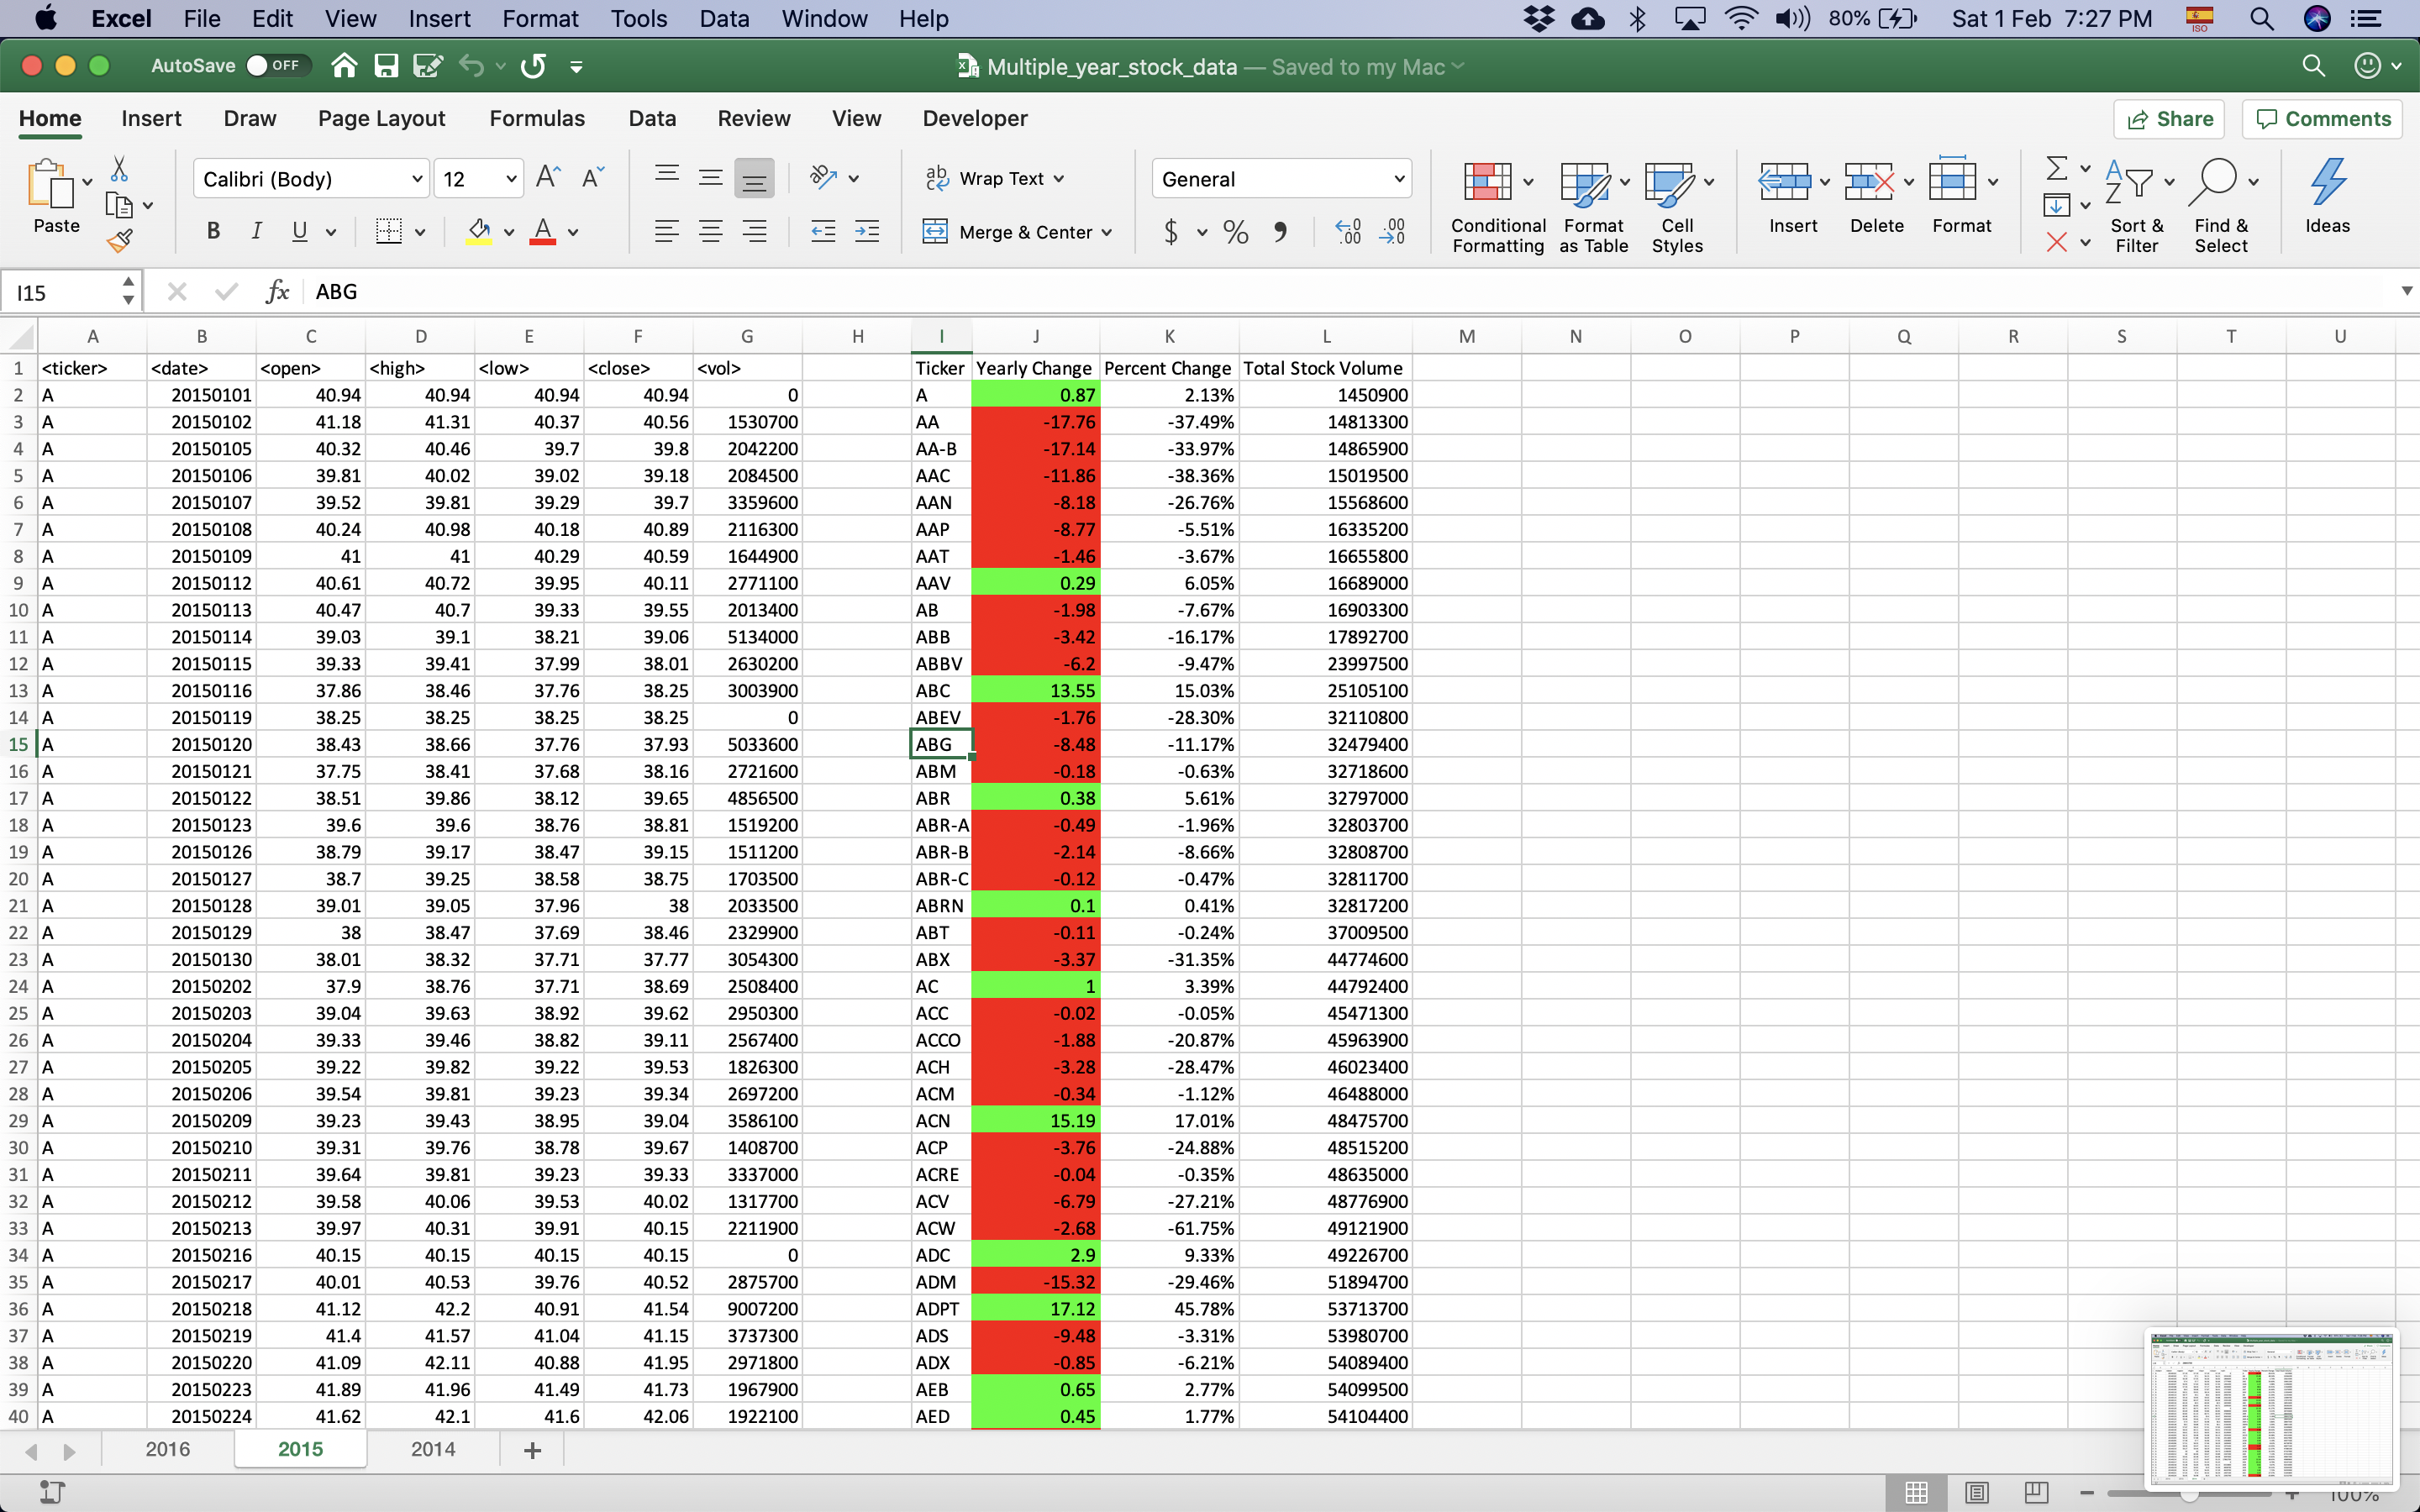 Excel File Edit View Insert Format Tools Data Window Help 80% Sat 1 Feb 7:27 PM ISO
AutoSave OFF Multiple_year_stock_data — Saved to my Mac
Home Insert Draw Page Layout Formulas Data Review View Developer Share Comments
Paste Calibri (Body) 12 Wrap Text General Conditional Formatting Format as Table Cell Styles Insert Delete Format Sort & Filter Find & Select Ideas
B I U A Merge & Center $ %
I15 fx ABG
A B C D E F G H I J K L M N O P Q R S T U
1 <ticker> <date> <open> <high> <low> <close> <vol> Ticker Yearly Change Percent Change Total Stock Volume
2 A 20150101 40.94 40.94 40.94 40.94 0 A 0.87 2.13% 1450900
3 A 20150102 41.18 41.31 40.37 40.56 1530700 AA -17.76 -37.49% 14813300
4 A 20150105 40.32 40.46 39.7 39.8 2042200 AA-B -17.14 -33.97% 14865900
5 A 20150106 39.81 40.02 39.02 39.18 2084500 AAC -11.86 -38.36% 15019500
6 A 20150107 39.52 39.81 39.29 39.7 3359600 AAN -8.18 -26.76% 15568600
7 A 20150108 40.24 40.98 40.18 40.89 2116300 AAP -8.77 -5.51% 16335200
8 A 20150109 41 41 40.29 40.59 1644900 AAT -1.46 -3.67% 16655800
9 A 20150112 40.61 40.72 39.95 40.11 2771100 AAV 0.29 6.05% 16689000
10 A 20150113 40.47 40.7 39.33 39.55 2013400 AB -1.98 -7.67% 16903300
11 A 20150114 39.03 39.1 38.21 39.06 5134000 ABB -3.42 -16.17% 17892700
12 A 20150115 39.33 39.41 37.99 38.01 2630200 ABBV -6.2 -9.47% 23997500
13 A 20150116 37.86 38.46 37.76 38.25 3003900 ABC 13.55 15.03% 25105100
14 A 20150119 38.25 38.25 38.25 38.25 0 ABEV -1.76 -28.30% 32110800
15 A 20150120 38.43 38.66 37.76 37.93 5033600 ABG -8.48 -11.17% 32479400
16 A 20150121 37.75 38.41 37.68 38.16 2721600 ABM -0.18 -0.63% 32718600
17 A 20150122 38.51 39.86 38.12 39.65 4856500 ABR 0.38 5.61% 32797000
18 A 20150123 39.6 39.6 38.76 38.81 1519200 ABR-A -0.49 -1.96% 32803700
19 A 20150126 38.79 39.17 38.47 39.15 1511200 ABR-B -2.14 -8.66% 32808700
20 A 20150127 38.7 39.25 38.58 38.75 1703500 ABR-C -0.12 -0.47% 32811700
21 A 20150128 39.01 39.05 37.96 38 2033500 ABRN 0.1 0.41% 32817200
22 A 20150129 38 38.47 37.69 38.46 2329900 ABT -0.11 -0.24% 37009500
23 A 20150130 38.01 38.32 37.71 37.77 3054300 ABX -3.37 -31.35% 44774600
24 A 20150202 37.9 38.76 37.71 38.69 2508400 AC 1 3.39% 44792400
25 A 20150203 39.04 39.63 38.92 39.62 2950300 ACC -0.02 -0.05% 45471300
26 A 20150204 39.33 39.46 38.82 39.11 2567400 ACCO -1.88 -20.87% 45963900
27 A 20150205 39.22 39.82 39.22 39.53 1826300 ACH -3.28 -28.47% 46023400
28 A 20150206 39.54 39.81 39.23 39.34 2697200 ACM -0.34 -1.12% 46488000
29 A 20150209 39.23 39.43 38.95 39.04 3586100 ACN 15.19 17.01% 48475700
30 A 20150210 39.31 39.76 38.78 39.67 1408700 ACP -3.76 -24.88% 48515200
31 A 20150211 39.64 39.81 39.23 39.33 3337000 ACRE -0.04 -0.35% 48635000
32 A 20150212 39.58 40.06 39.53 40.02 1317700 ACV -6.79 -27.21% 48776900
33 A 20150213 39.97 40.31 39.91 40.15 2211900 ACW -2.68 -61.75% 49121900
34 A 20150216 40.15 40.15 40.15 40.15 0 ADC 2.9 9.33% 49226700
35 A 20150217 40.01 40.53 39.76 40.52 2875700 ADM -15.32 -29.46% 51894700
36 A 20150218 41.12 42.2 40.91 41.54 9007200 ADPT 17.12 45.78% 53713700
37 A 20150219 41.4 41.57 41.04 41.15 3737300 ADS -9.48 -3.31% 53980700
38 A 20150220 41.09 42.11 40.88 41.95 2971800 ADX -0.85 -6.21% 54089400
39 A 20150223 41.89 41.96 41.49 41.73 1967900 AEB 0.65 2.77% 54099500
40 A 20150224 41.62 42.1 41.6 42.06 1922100 AED 0.45 1.77% 54104400
2016 2015 2014 +
100%